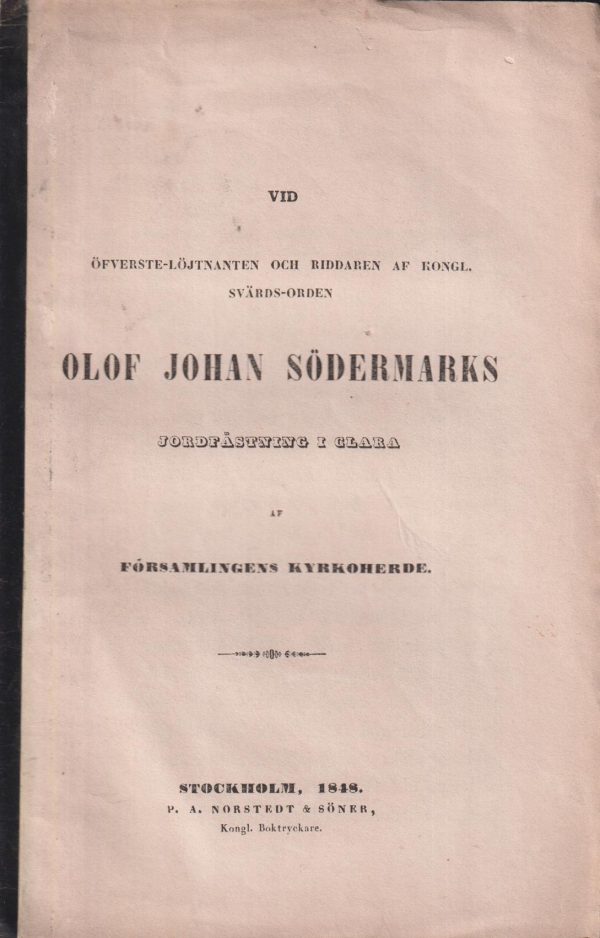 VID
ÖFVERSTE-LÖJTNANTEN OCH RIDDAREN AF KONGL.
SVÄRDS-ORDEN
OLOF JOHAN SÖDERMARKS
JORDFÄSTNING I CLARA
AF
FÖRSAMLINGENS KYRKOHERDE.
STOCKHOLM, 1848.
P. A. NORSTEDT & SÖNER,
Kongl. Boktryckare.